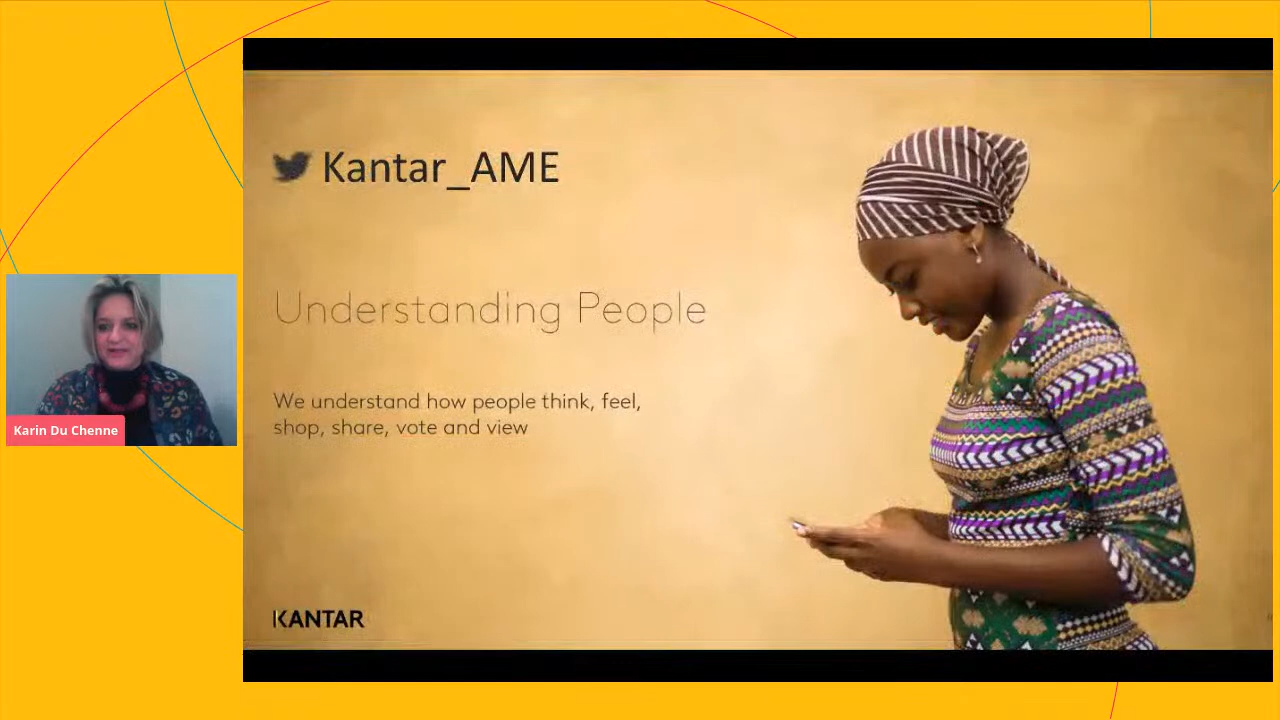 Kantar_AME
Understanding People
We understand how people think, feel,
shop, share, vote and view
Karin Du Chenne
KANTAR